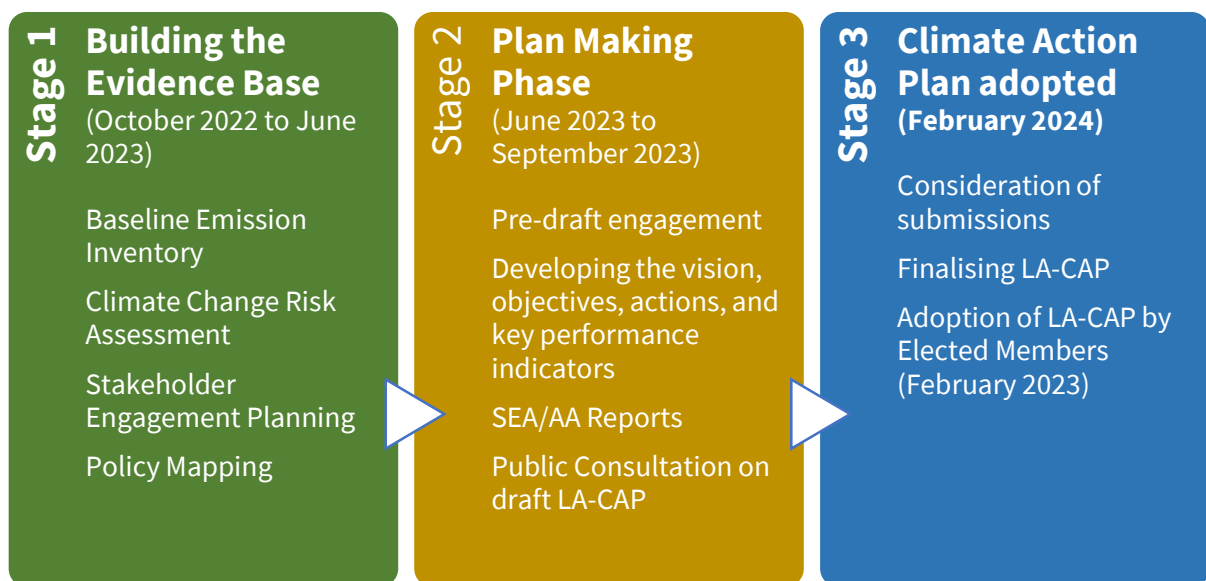 Stage 1
Building the
Evidence Base
(October 2022 to June
2023)
Baseline Emission
Inventory
Climate Change Risk
Assessment
Stakeholder
Engagement Planning
Policy Mapping
Stage 2
Plan Making
Phase
(June 2023 to
September 2023)
Pre-draft engagement
Developing the vision,
objectives, actions, and
key performance
indicators
SEA/AA Reports
Public Consultation on
draft LA-CAP
Stage 3
Climate Action
Plan adopted
(February 2024)
Consideration of
submissions
Finalising LA-CAP
Adoption of LA-CAP by
Elected Members
(February 2023)